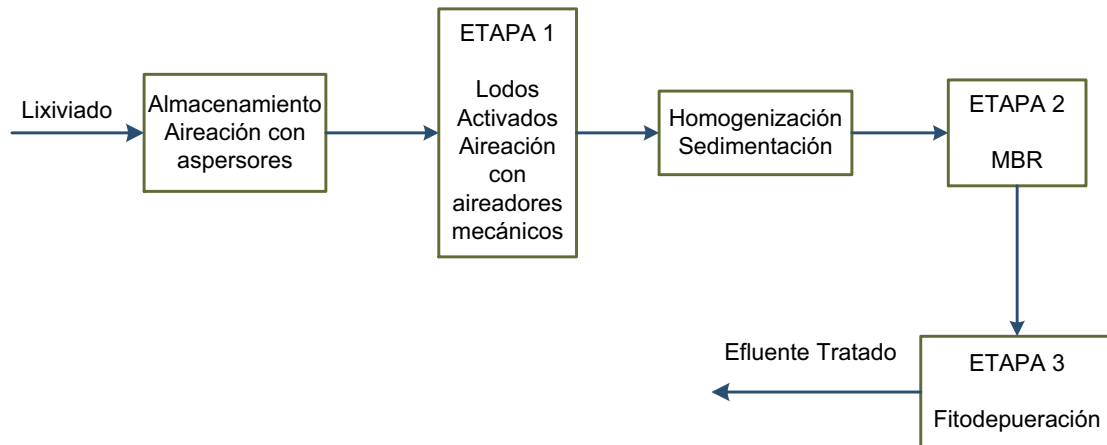 Lixiviado
Almacenamiento
Aireación con
aspersores
ETAPA 1
Lodos
Activados
Aireación
con
aireadores
mecánicos
Homogenización
Sedimentación
ETAPA 2
MBR
ETAPA 3
Fitodepueración
Efluente Tratado